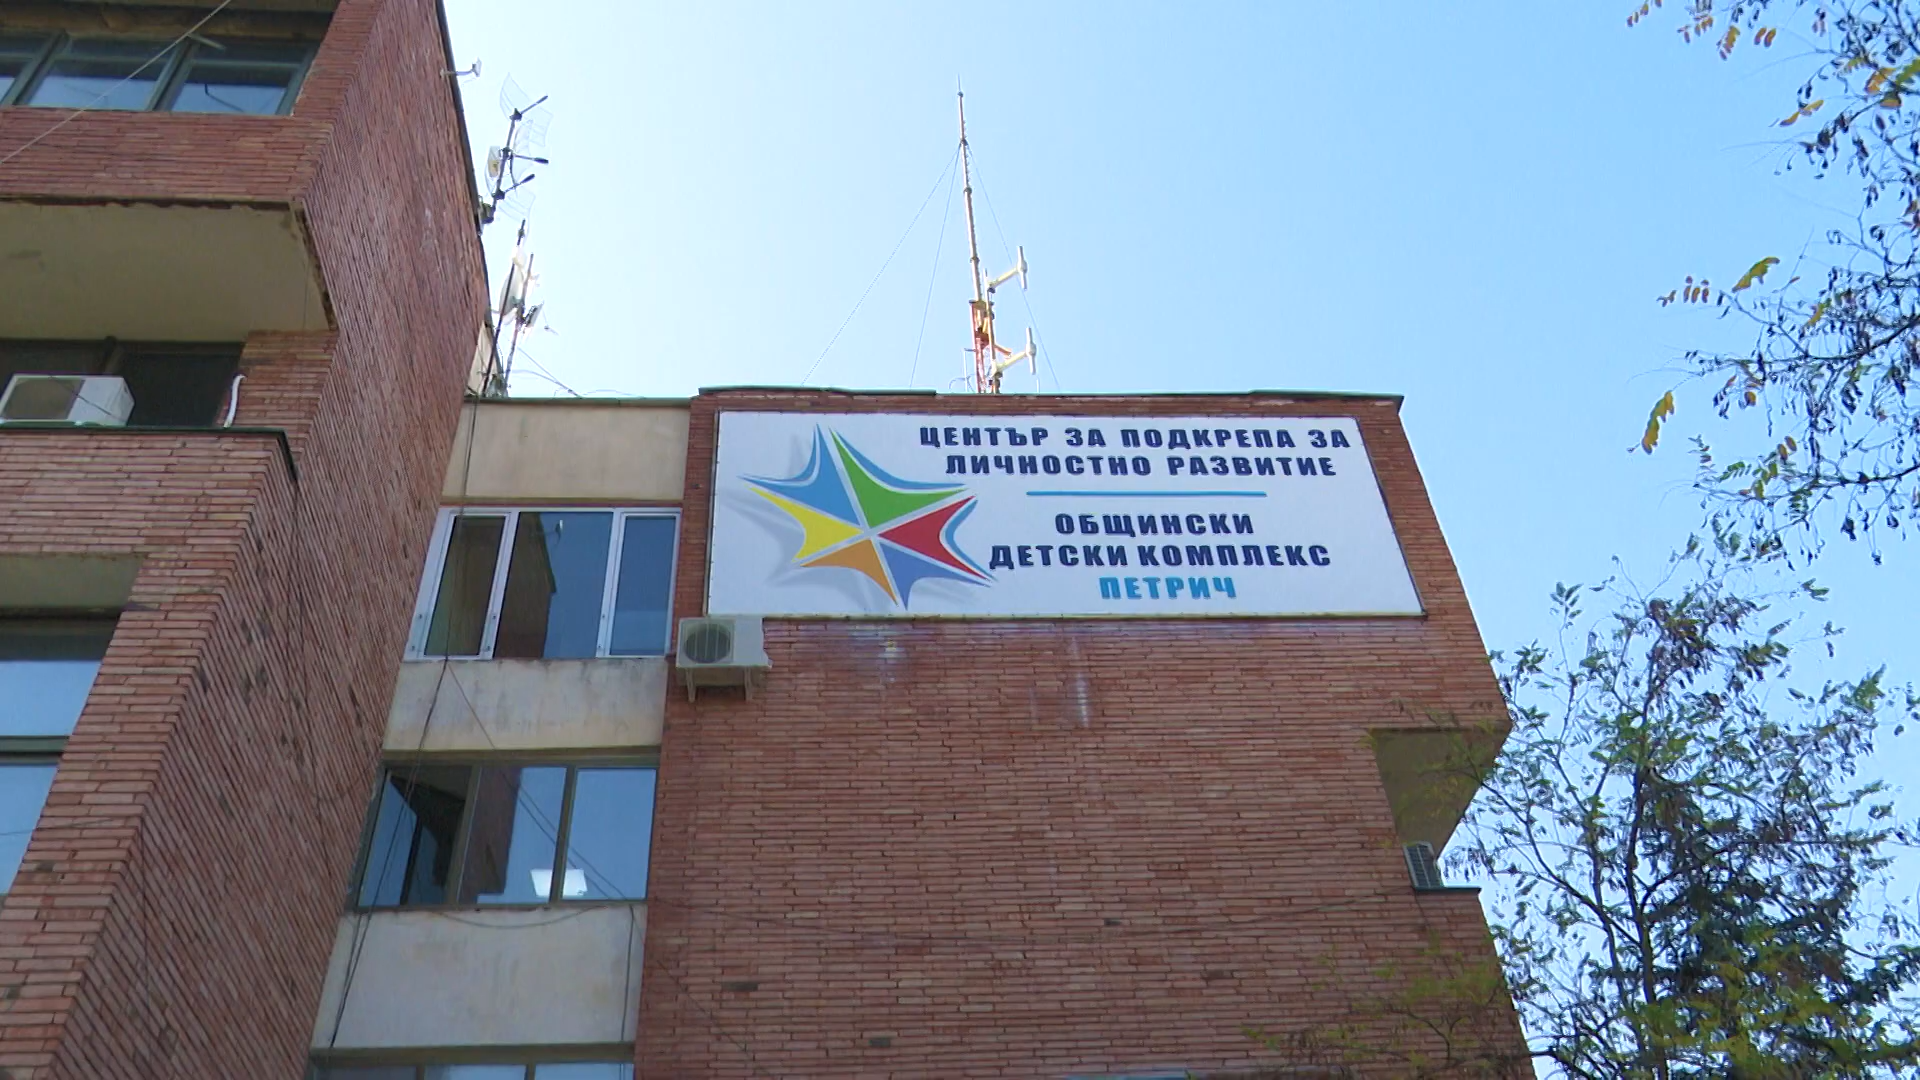 ЦЕНТЪР ЗА ПОДКРЕПА ЗА
ЛИЧНОСТНО РАЗВИТИЕ
ОБЩИНСКИ
ДЕТСКИ КОМПЛЕКС
ПЕТРИЧ